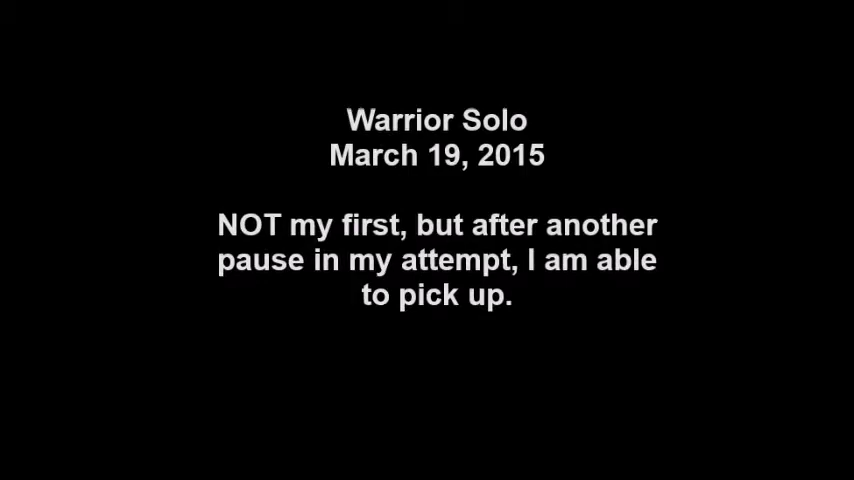 Warrior Solo
March 19, 2015
NOT my first, but after another
pause in my attempt, I am able
to pick up.